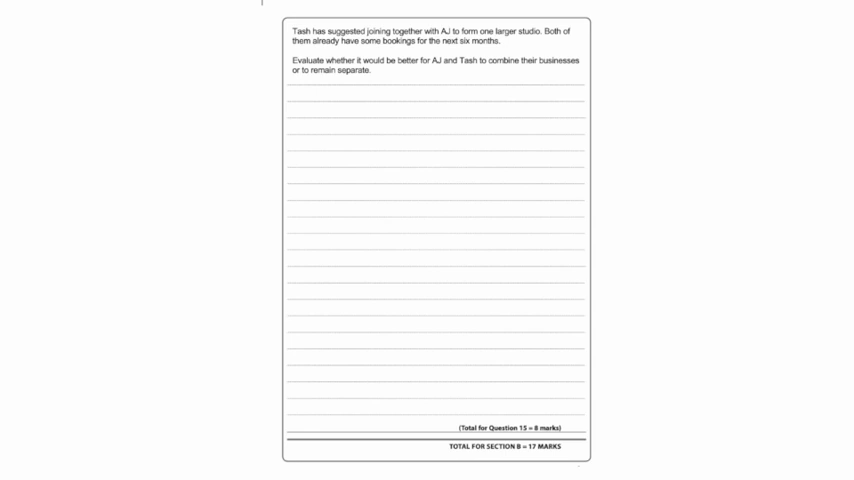 Tash has suggested joining together with AJ to form one larger studio. Both of
them already have some bookings for the next six months.
Evaluate whether it would be better for AJ and Tash to combine their businesses
or to remain separate.
(Total for Question 15 = 8 marks)
TOTAL FOR SECTION B = 17 MARKS